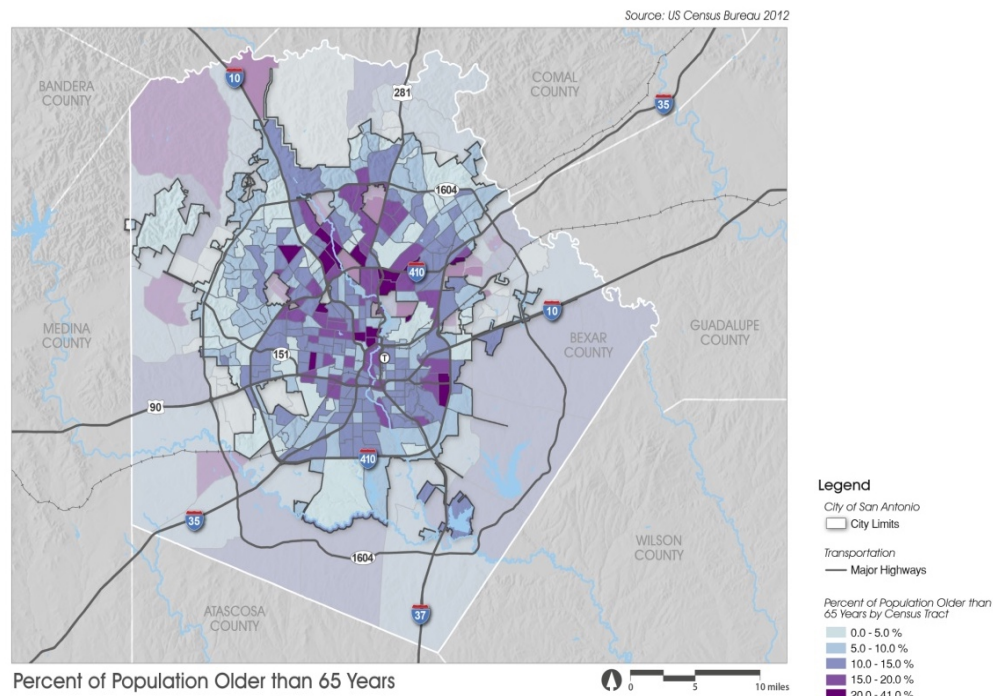 Source: US Census Bureau 2012
BANDERA
COUNTY
COMAL
COUNTY
10
281
35
1604
410
10
MEDINA
COUNTY
BEXAR
COUNTY
GUADALUPE
COUNTY
151
T
90
410
35
1604
WILSON
COUNTY
ATASCOSA
COUNTY
37
Legend
City of San Antonio
City Limits
Transportation
Major Highways
Percent of Population Older than
65 Years by Census Tract
0.0 - 5.0 %
5.0 - 10.0 %
10.0 - 15.0 %
15.0 - 20.0 %
20.0 - 41.0 %
Percent of Population Older than 65 Years
0 5 10 miles